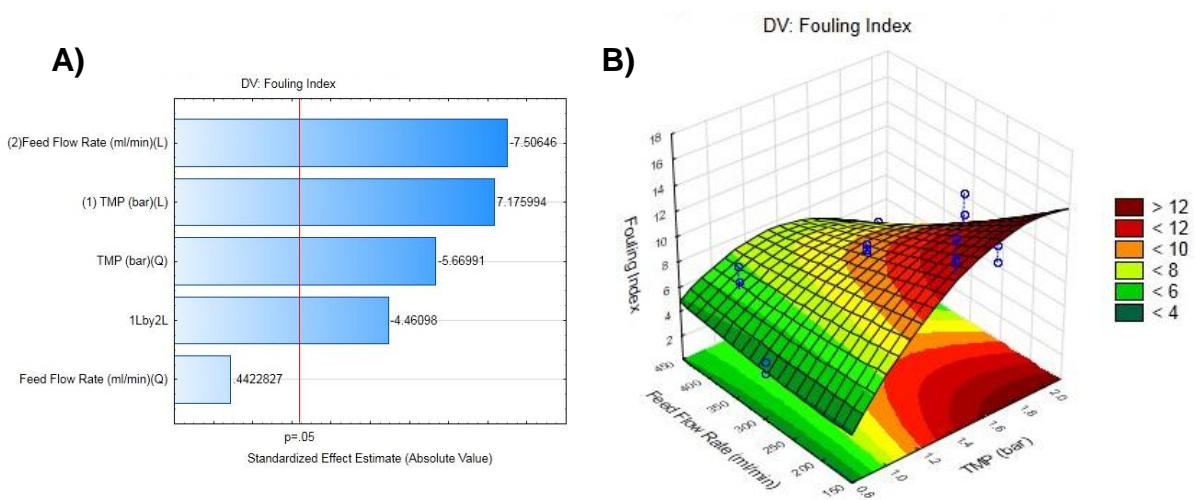 A)
DV: Fouling Index
(2)Feed Flow Rate (ml/min)(L)
-7.50646
(1) TMP (bar)(L)
7.175994
TMP (bar)(Q)
-5.66991
1Lby2L
-4.46098
Feed Flow Rate (ml/min)(Q)
.4422827
p=.05
Standardized Effect Estimate (Absolute Value)
B)
DV: Fouling Index
18
16
14
12
10
8
6
4
2
Fouling Index
450
400
350
300
250
200
150
Feed Flow Rate (ml/min)
0.8
1.0
1.2
1.4
1.6
1.8
2.0
TMP (bar)
> 12
< 12
< 10
< 8
< 6
< 4